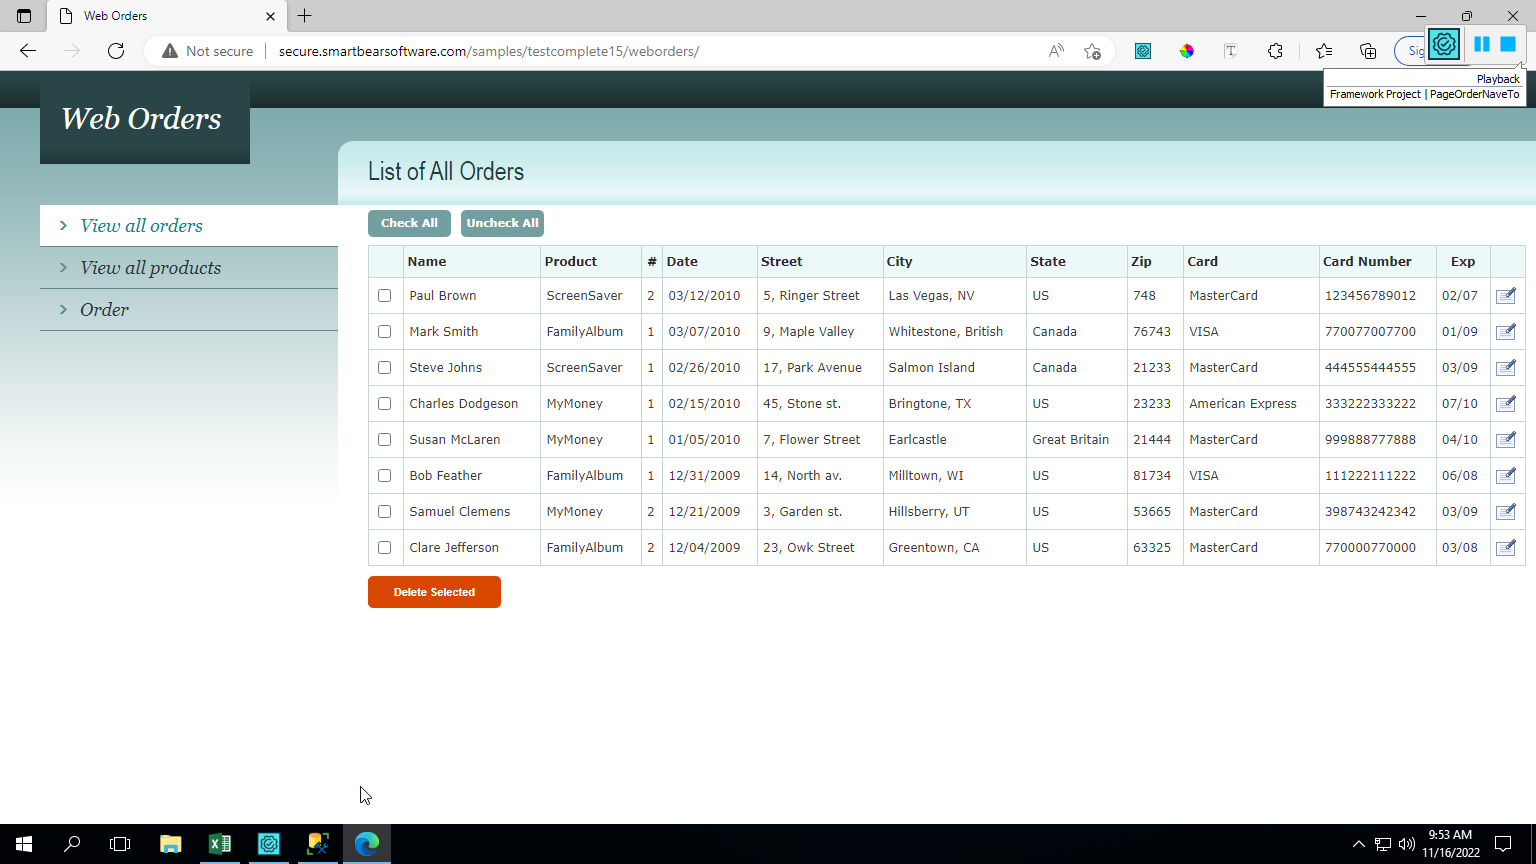 Web Orders
Not secure
secure.smartbearsoftware.com/samples/testcomplete15/weborders/
Playback
Framework Project | PageOrderNaveTo
Web Orders
List of All Orders
View all orders
View all products
Order
Check All Uncheck All
Name Product # Date Street City State Zip Card Card Number Exp
Paul Brown ScreenSaver 2 03/12/2010 5, Ringer Street Las Vegas, NV US 748 MasterCard 123456789012 02/07
Mark Smith FamilyAlbum 1 03/07/2010 9, Maple Valley Whitestone, British Canada 76743 VISA 770077007700 01/09
Steve Johns ScreenSaver 1 02/26/2010 17, Park Avenue Salmon Island Canada 21233 MasterCard 444555444555 03/09
Charles Dodgeson MyMoney 1 02/15/2010 45, Stone st. Bringtone, TX US 23233 American Express 333222333222 07/10
Susan McLaren MyMoney 1 01/05/2010 7, Flower Street Earlcastle Great Britain 21444 MasterCard 999888777888 04/10
Bob Feather FamilyAlbum 1 12/31/2009 14, North av. Milltown, WI US 81734 VISA 111222111222 06/08
Samuel Clemens MyMoney 2 12/21/2009 3, Garden st. Hillsberry, UT US 53665 MasterCard 398743242342 03/09
Clare Jefferson FamilyAlbum 2 12/04/2009 23, Owk Street Greentown, CA US 63325 MasterCard 770000770000 03/08
Delete Selected
9:53 AM
11/16/2022